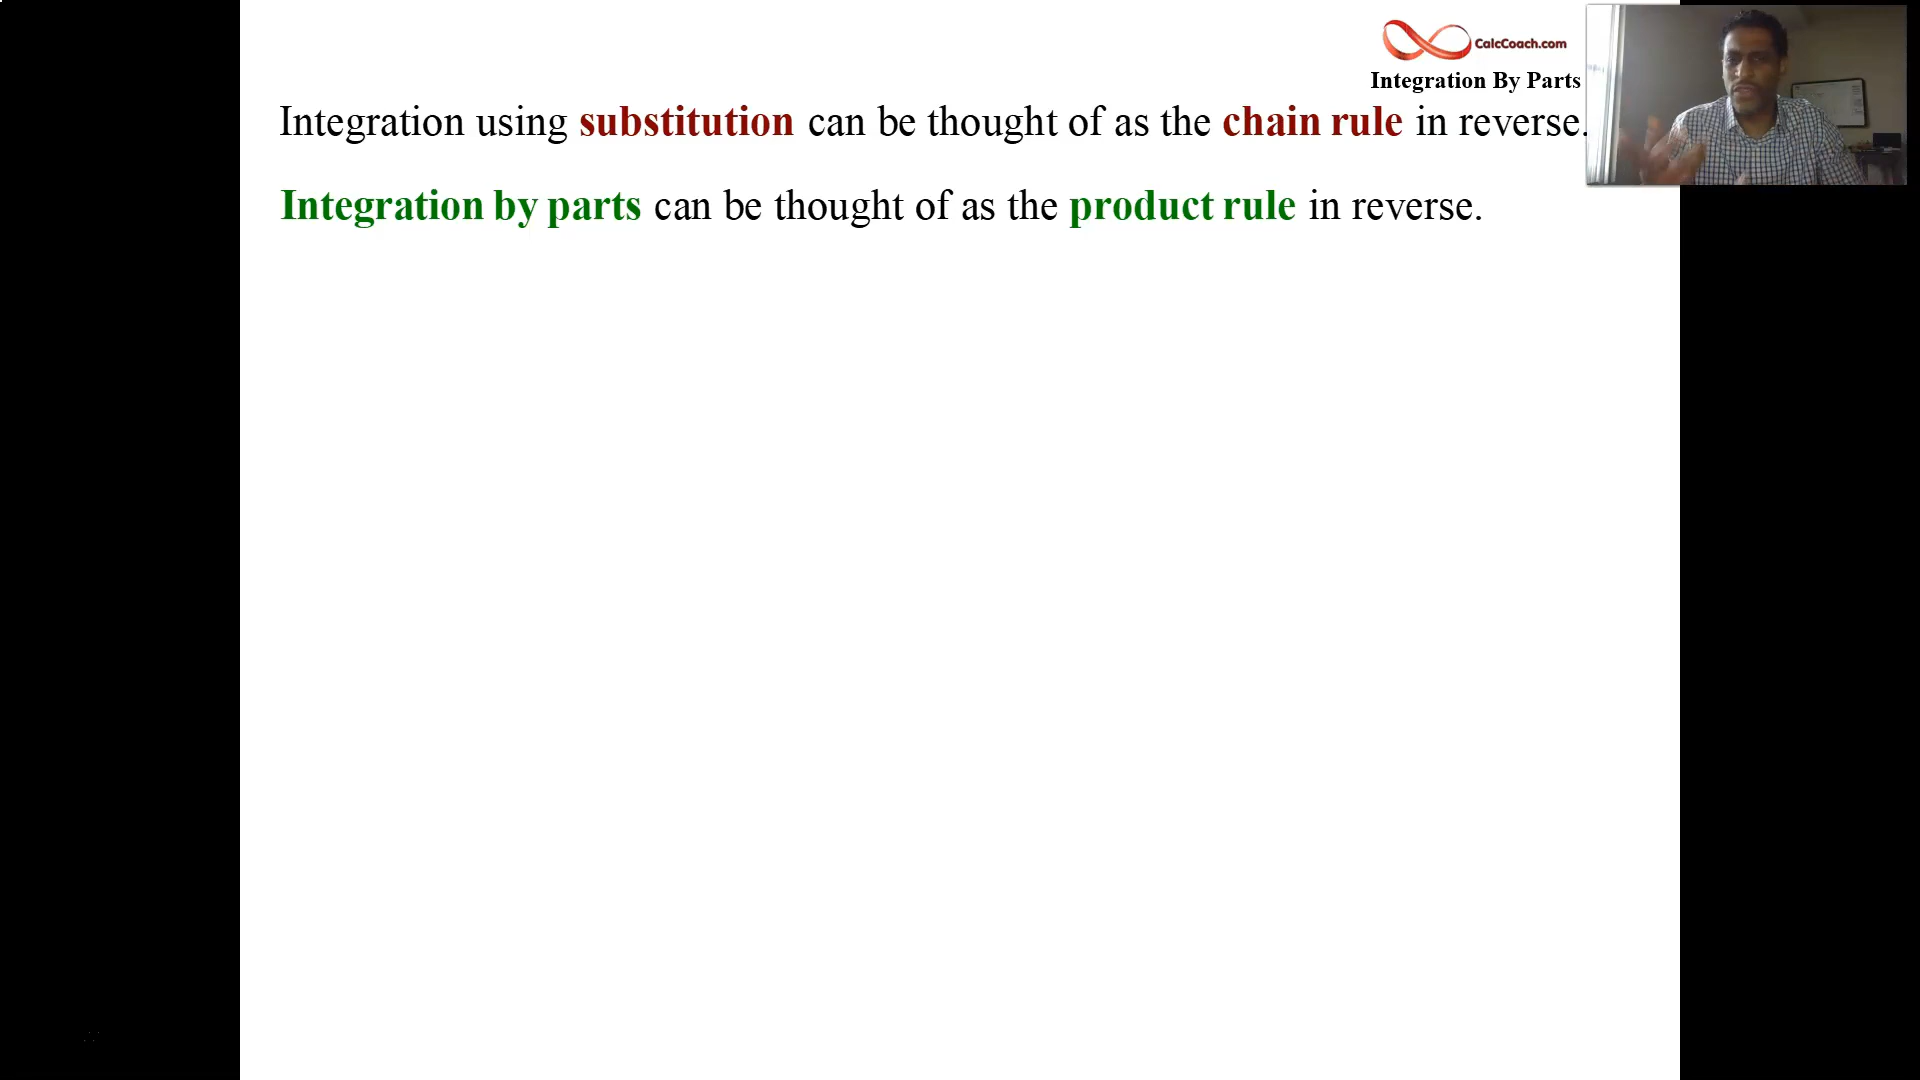 CalcCoach.com
Integration By Parts
Integration using substitution can be thought of as the chain rule in reverse.
Integration by parts can be thought of as the product rule in reverse.